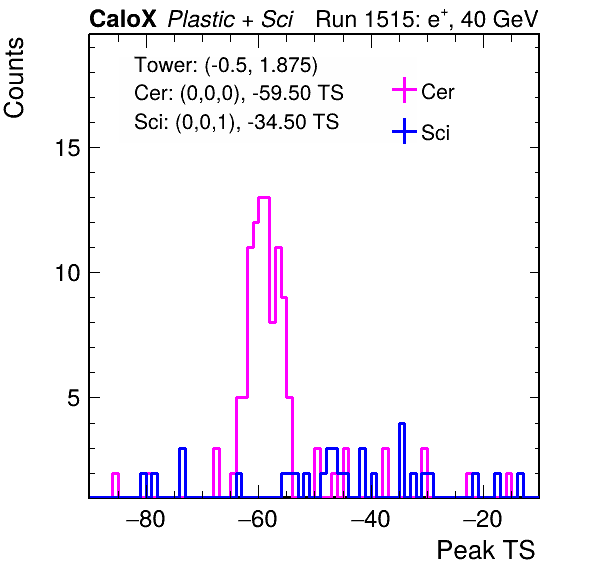 CaloX Plastic + Sci Run 1515: e⁺, 40 GeV
Counts
Tower: (-0.5, 1.875)
Cer: (0,0,0), -59.50 TS
Sci: (0,0,1), -34.50 TS
Cer
Sci
15
10
5
−80 −60 −40 −20
Peak TS